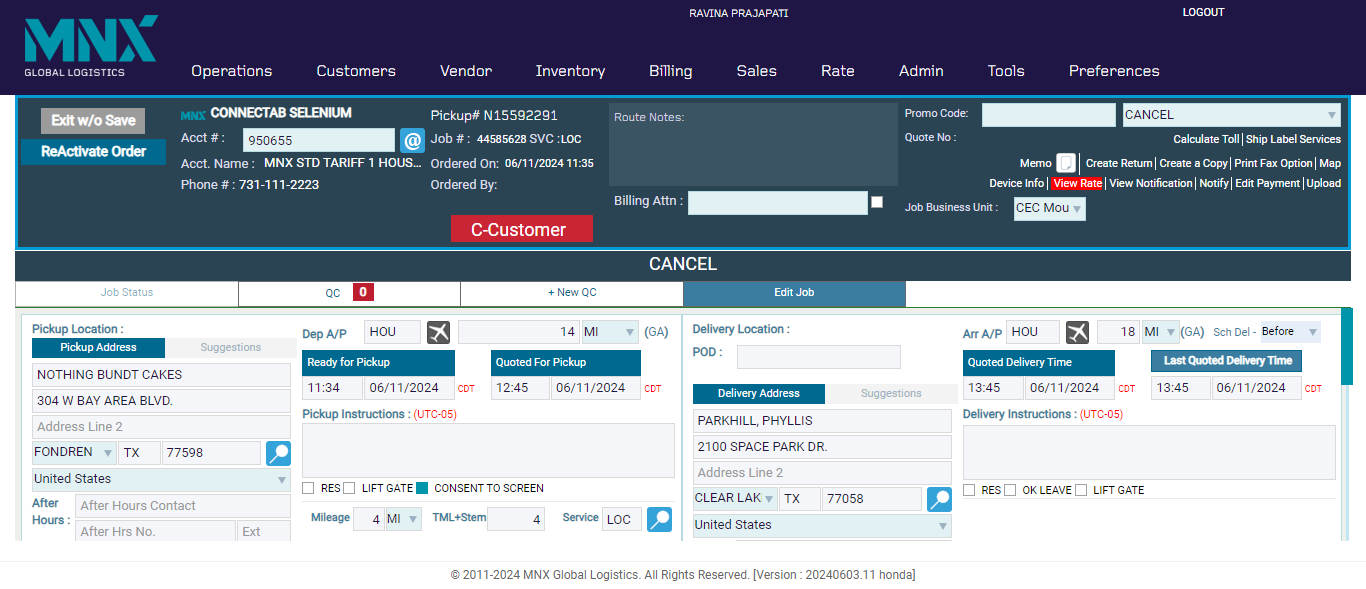 RAVINA PRAJAPATI
LOGOUT
MNX
GLOBAL LOGISTICS
Operations Customers Vendor Inventory Billing Sales Rate Admin Tools Preferences
Exit w/o Save
ReActivate Order
MNX CONNECTAB SELENIUM
Acct # : 950655 @
Acct. Name : MNX STD TARIFF 1 HOUS...
Phone # : 731-111-2223
Pickup# N15592291
Job # : 44585628 SVC :LOC
Ordered On: 06/11/2024 11:35
Ordered By:
C-Customer
Route Notes:
Billing Attn :
Promo Code: CANCEL
Quote No :
Calculate Toll| Ship Label Services
Memo Create Return| Create a Copy| Print Fax Option| Map
Device Info| View Rate| View Notification| Notify| Edit Payment| Upload
Job Business Unit : CEC Mou
CANCEL
Job Status QC 0 + New QC Edit Job
Pickup Location :
Pickup Address Suggestions
NOTHING BUNDT CAKES
304 W BAY AREA BLVD.
Address Line 2
FONDREN TX 77598
United States
After Hours : After Hours Contact
After Hrs No. Ext
Dep A/P HOU 14 MI (GA)
Ready for Pickup Quoted For Pickup
11:34 06/11/2024 CDT 12:45 06/11/2024 CDT
Pickup Instructions : (UTC-05)
RES LIFT GATE CONSENT TO SCREEN
Mileage 4 MI TML+Stem 4 Service LOC
Delivery Location :
POD :
Delivery Address Suggestions
PARKHILL, PHYLLIS
2100 SPACE PARK DR.
Address Line 2
CLEAR LAK TX 77058
United States
Arr A/P HOU 18 MI (GA) Sch Del - Before
Quoted Delivery Time Last Quoted Delivery Time
13:45 06/11/2024 CDT 13:45 06/11/2024 CDT
Delivery Instructions : (UTC-05)
RES OK LEAVE LIFT GATE
© 2011-2024 MNX Global Logistics. All Rights Reserved. [Version : 20240603.11 honda]